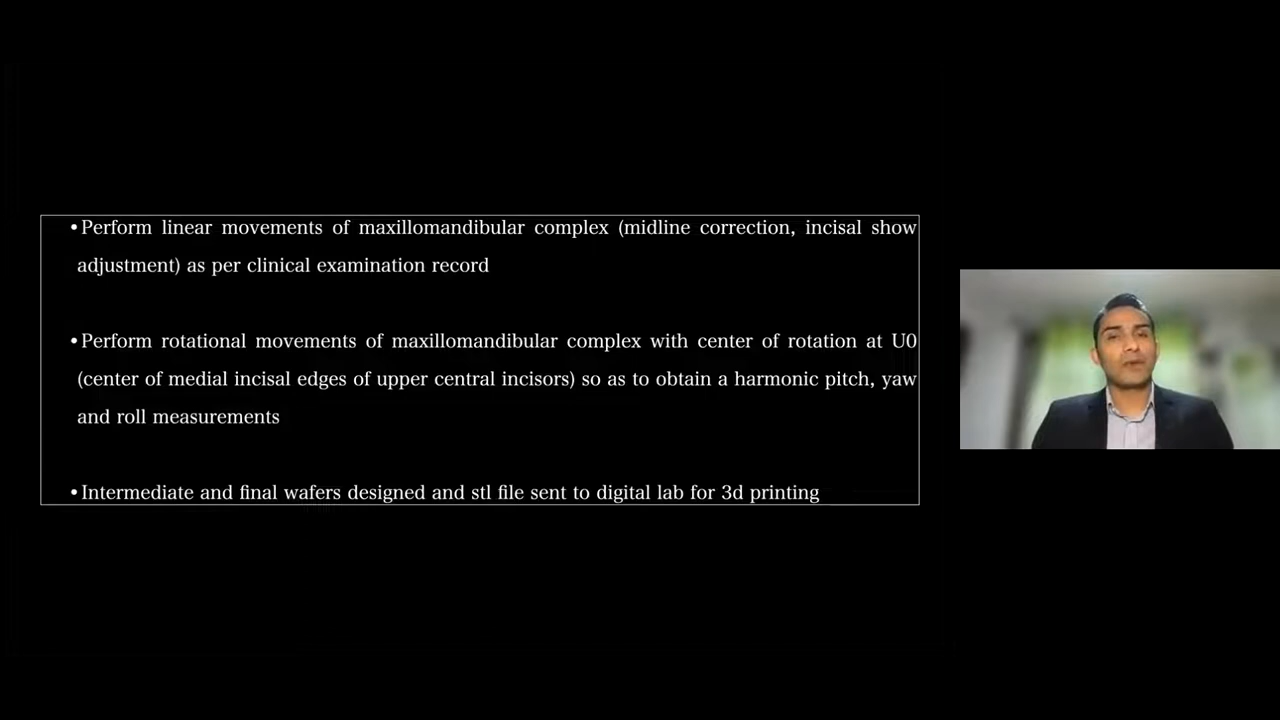 •Perform linear movements of maxillomandibular complex (midline correction, incisal show
adjustment) as per clinical examination record
•Perform rotational movements of maxillomandibular complex with center of rotation at U0
(center of medial incisal edges of upper central incisors) so as to obtain a harmonic pitch, yaw
and roll measurements
•Intermediate and final wafers designed and stl file sent to digital lab for 3d printing